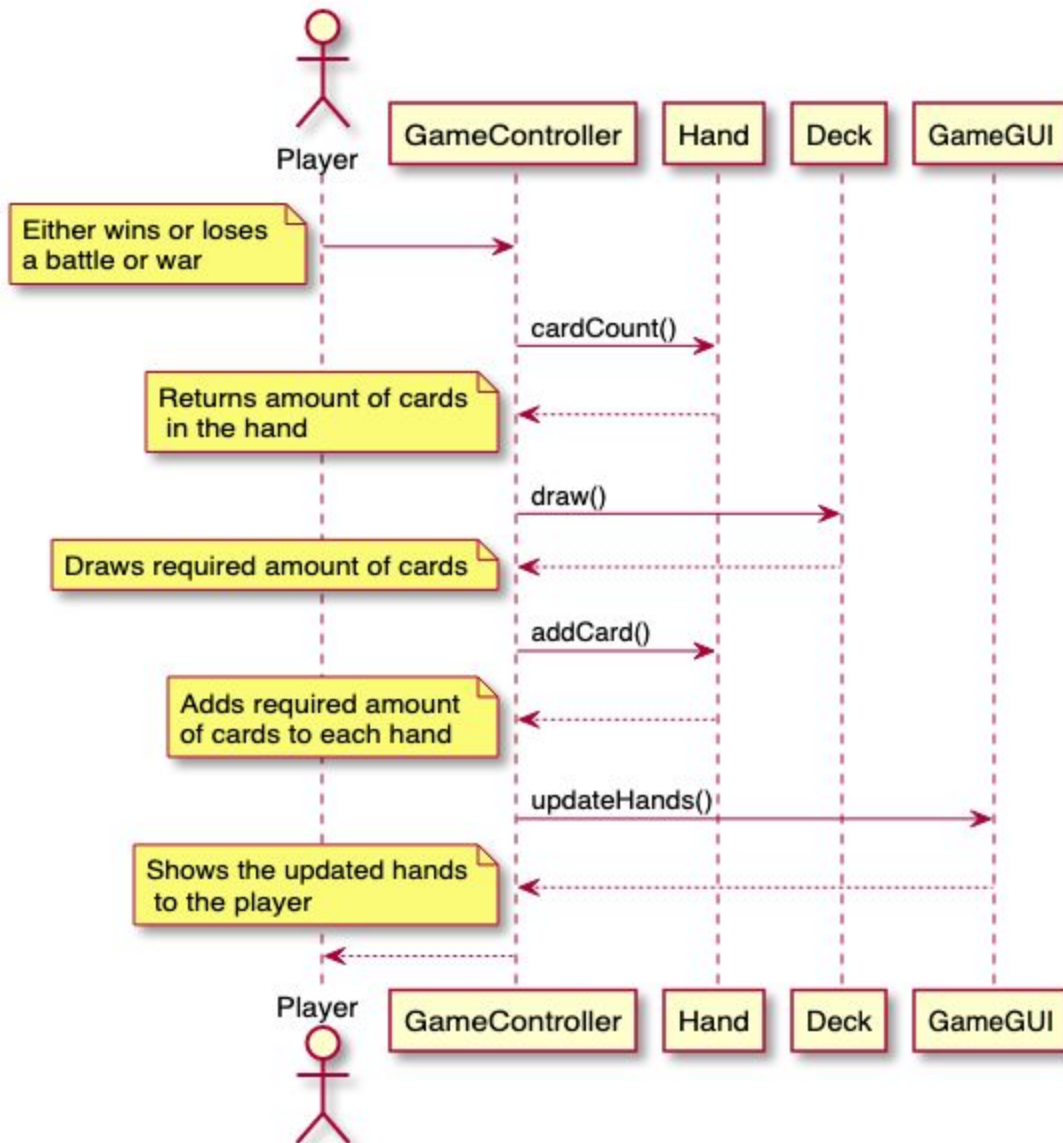 Player
GameController
Hand
Deck
GameGUI
Either wins or loses
a battle or war
cardCount()
Returns amount of cards
in the hand
draw()
Draws required amount of cards
addCard()
Adds required amount
of cards to each hand
updateHands()
Shows the updated hands
to the player
Player
GameController
Hand
Deck
GameGUI